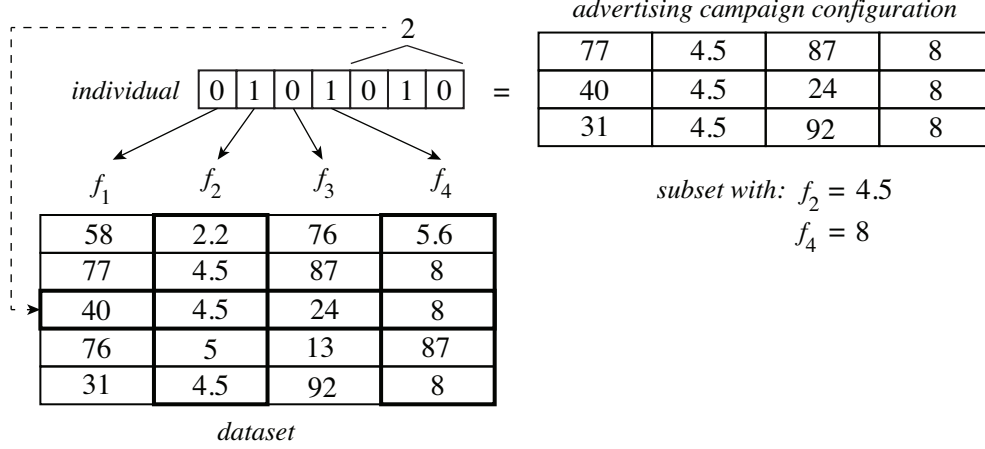 advertising campaign configuration
2
individual 0 1 0 1 0 1 0 =
77 4.5 87 8
40 4.5 24 8
31 4.5 92 8
f1 f2 f3 f4
subset with: f2 = 4.5
f4 = 8
58 2.2 76 5.6
77 4.5 87 8
40 4.5 24 8
76 5 13 87
31 4.5 92 8
dataset